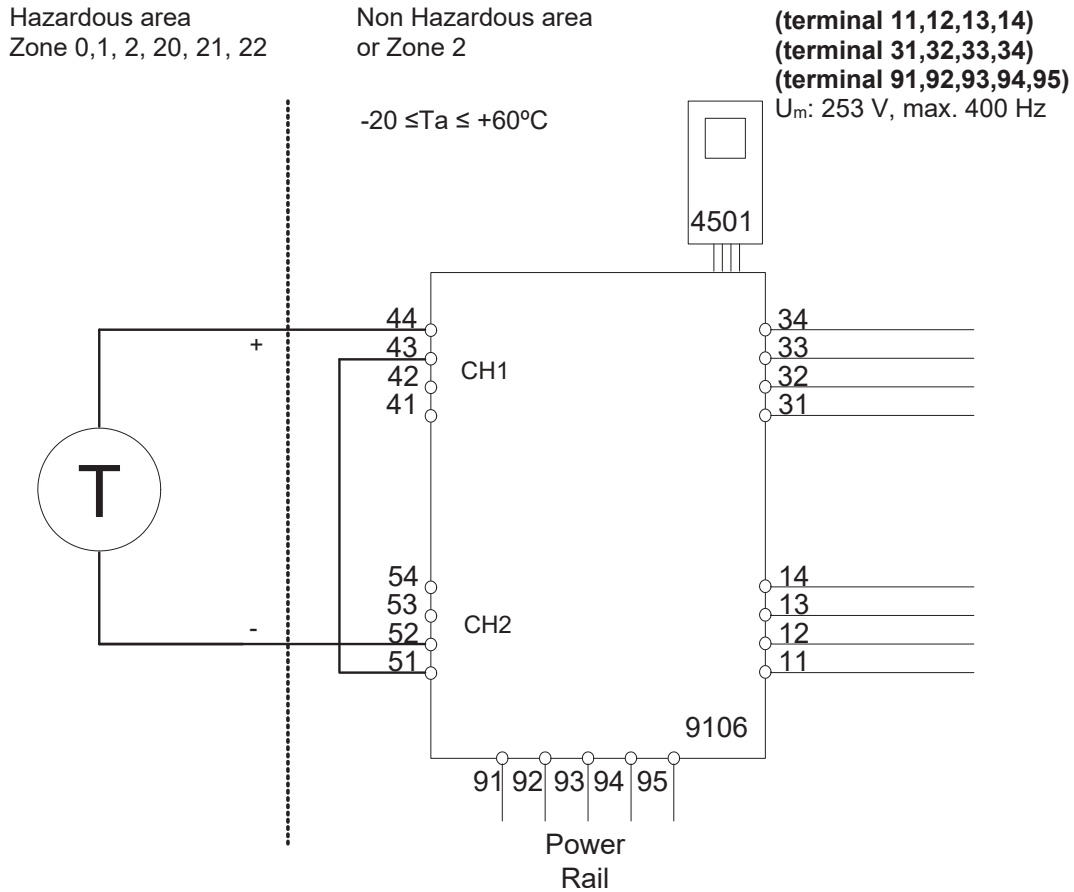 Hazardous area
Zone 0,1, 2, 20, 21, 22
Non Hazardous area
or Zone 2
(terminal 11,12,13,14)
(terminal 31,32,33,34)
(terminal 91,92,93,94,95)
Um: 253 V, max. 400 Hz
-20 ≤Ta ≤ +60ºC
4501
44
43
42
41
+
CH1
34
33
32
31
T
54
53
52
51
-
CH2
14
13
12
11
9106
91 92 93 94 95
Power
Rail